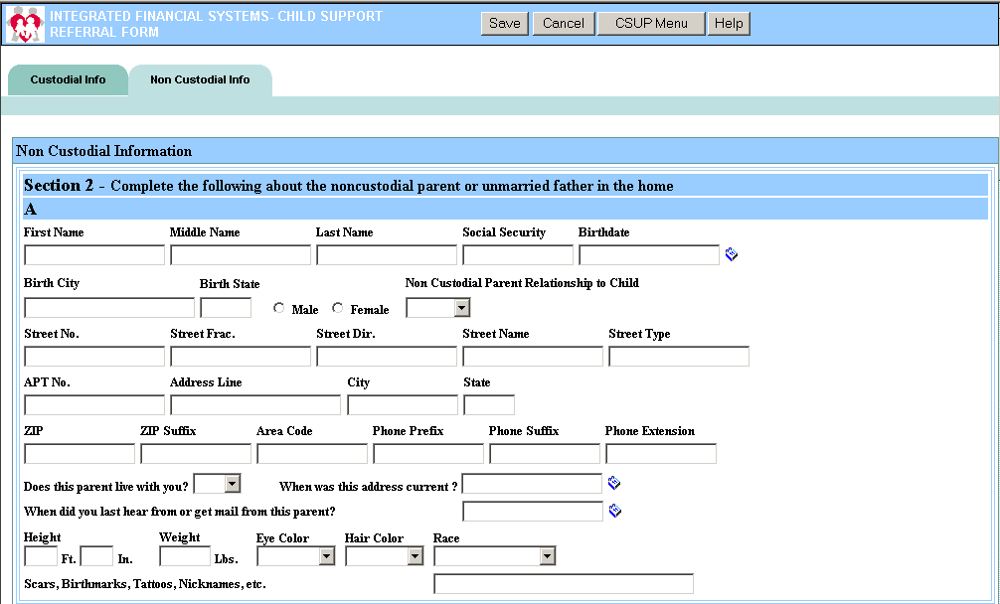 INTEGRATED FINANCIAL SYSTEMS- CHILD SUPPORT
REFERRAL FORM
Save Cancel CSUP Menu Help
Custodial Info Non Custodial Info
Non Custodial Information
Section 2 - Complete the following about the noncustodial parent or unmarried father in the home
A
First Name Middle Name Last Name Social Security Birthdate
Birth City Birth State Non Custodial Parent Relationship to Child
Male Female
Street No. Street Frac. Street Dir. Street Name Street Type
APT No. Address Line City State
ZIP ZIP Suffix Area Code Phone Prefix Phone Suffix Phone Extension
Does this parent live with you? When was this address current ?
When did you last hear from or get mail from this parent?
Height Weight Eye Color Hair Color Race
Ft. In. Lbs.
Scars, Birthmarks, Tattoos, Nicknames, etc.